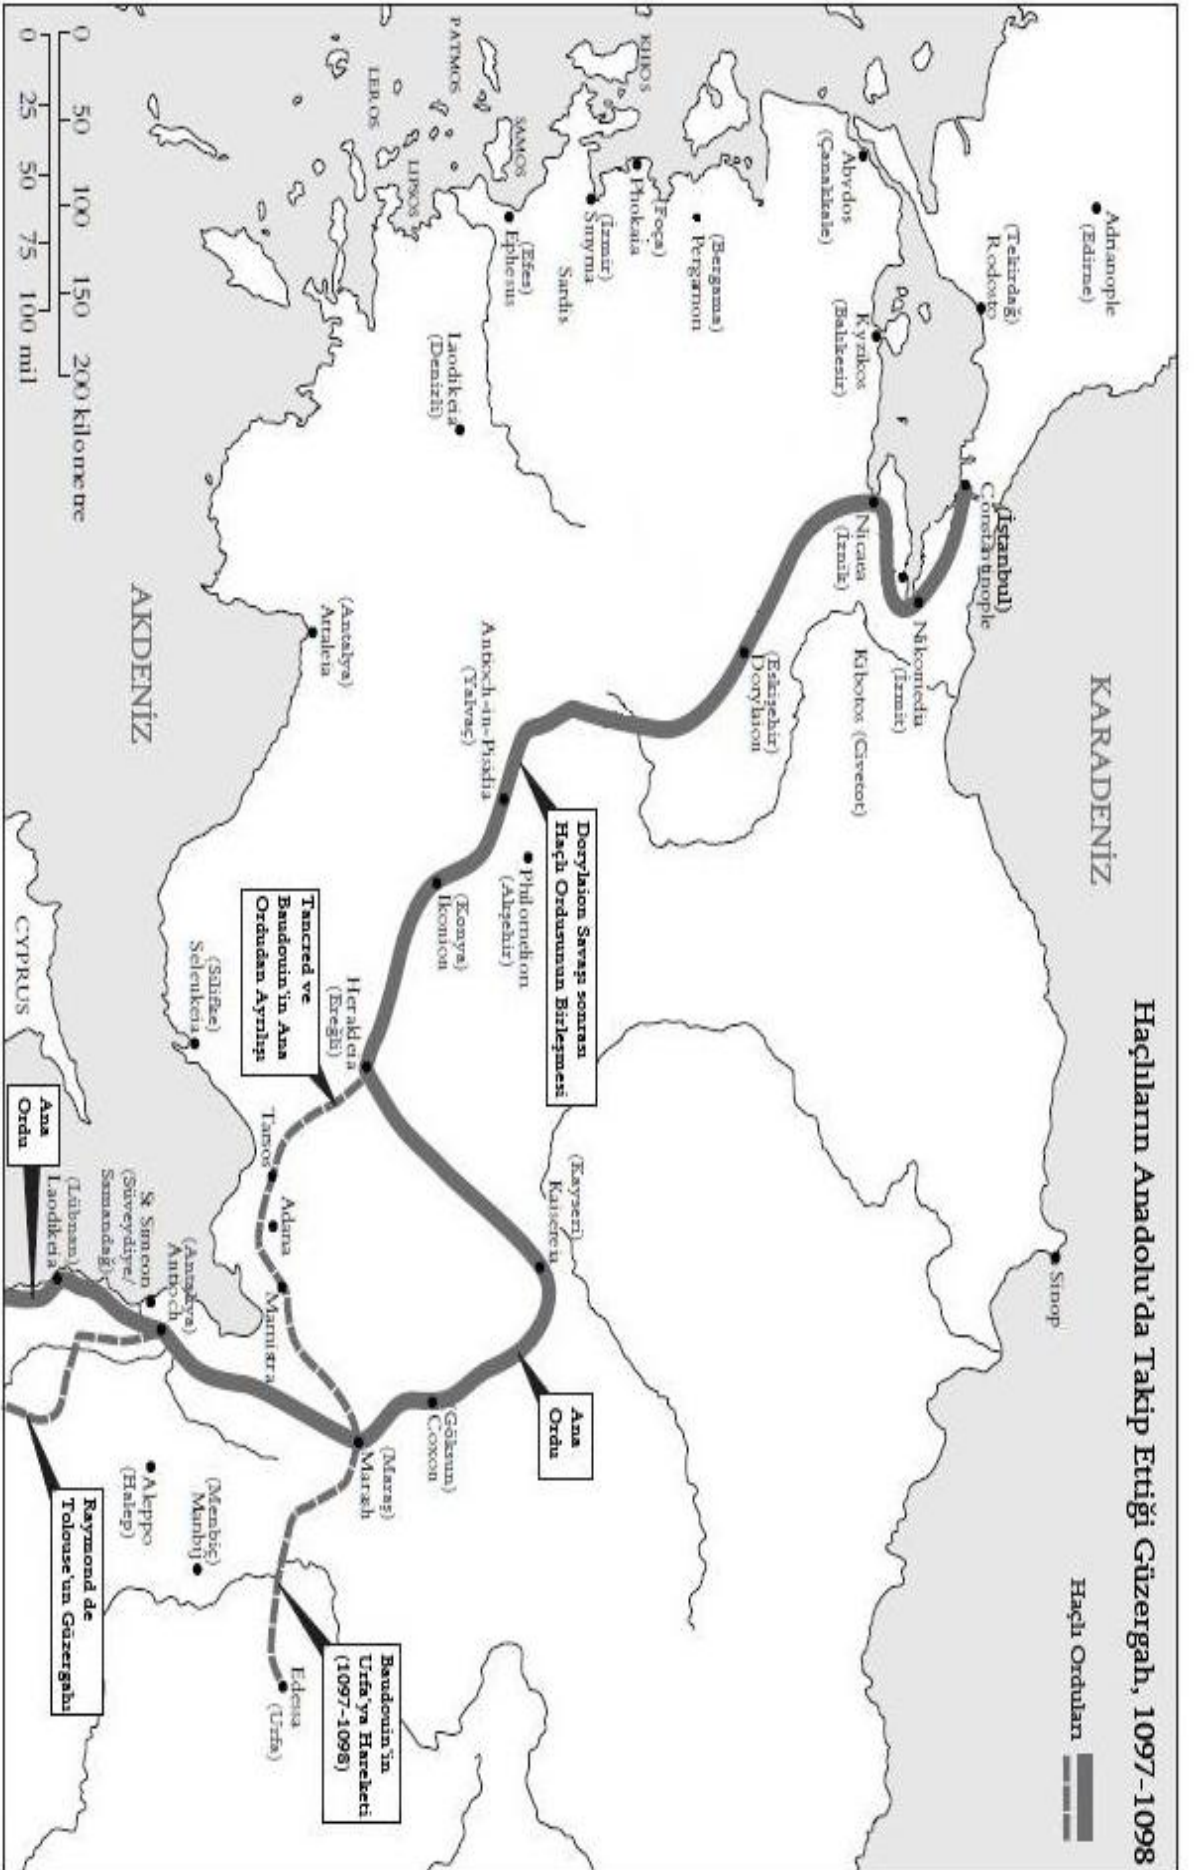 Haçlıların Anadolu'da Takip Ettiği Güzergah, 1097-1098
Haçlı Orduları
KARADENİZ
Adrianople
(Edirne)
(Tekirdağ)
Rodosto
(İstanbul)
Constantinople
Nikomedia
(İzmit)
Kibotos (Civetot)
Nicaea
(İznik)
Abydos
(Çanakkale)
Kyzikos
(Balıkesir)
Sinop
(Eskişehir)
Dorylaion
(Bergama)
Pergamon
(Foça)
Phokaia
(İzmir)
Smyrna
Sardis
(Efes)
Ephesus
KHIOS
SAMOS
PATMOS
LEROS
LIPSOS
Laodikeia
(Denizli)
Antioch-in-Pisidia
(Yalvaç)
Dorylaion Savaşı sonrası
Haçlı Ordusunun Birleşmesi
Philomelion
(Akşehir)
(Konya)
Ikonion
(Kayseri)
Kaisereia
Ana
Ordu
(Göksun)
Coxon
(Maraş)
Marash
Herakleia
(Ereğli)
Tancred ve
Baudouin'in Ana
Ordudan Ayrılışı
(Antalya)
Attaleia
(Silifke)
Seleukeia
Tarsos
Adana
Mamistra
Baudouin'in
Urfa'ya Hareketi
(1097-1098)
Edessa
(Urfa)
(Menbiç)
Manbij
Aleppo
(Halep)
(Antakya)
Antioch
St Simeon
(Süveydiye/
Samandağ)
(Lübnan)
Laodikeia
Ana
Ordu
Raymond de
Tolouse'un Güzergahı
AKDENİZ
CYPRUS
0 50 100 150 200 kilometre
0 25 50 75 100 mil